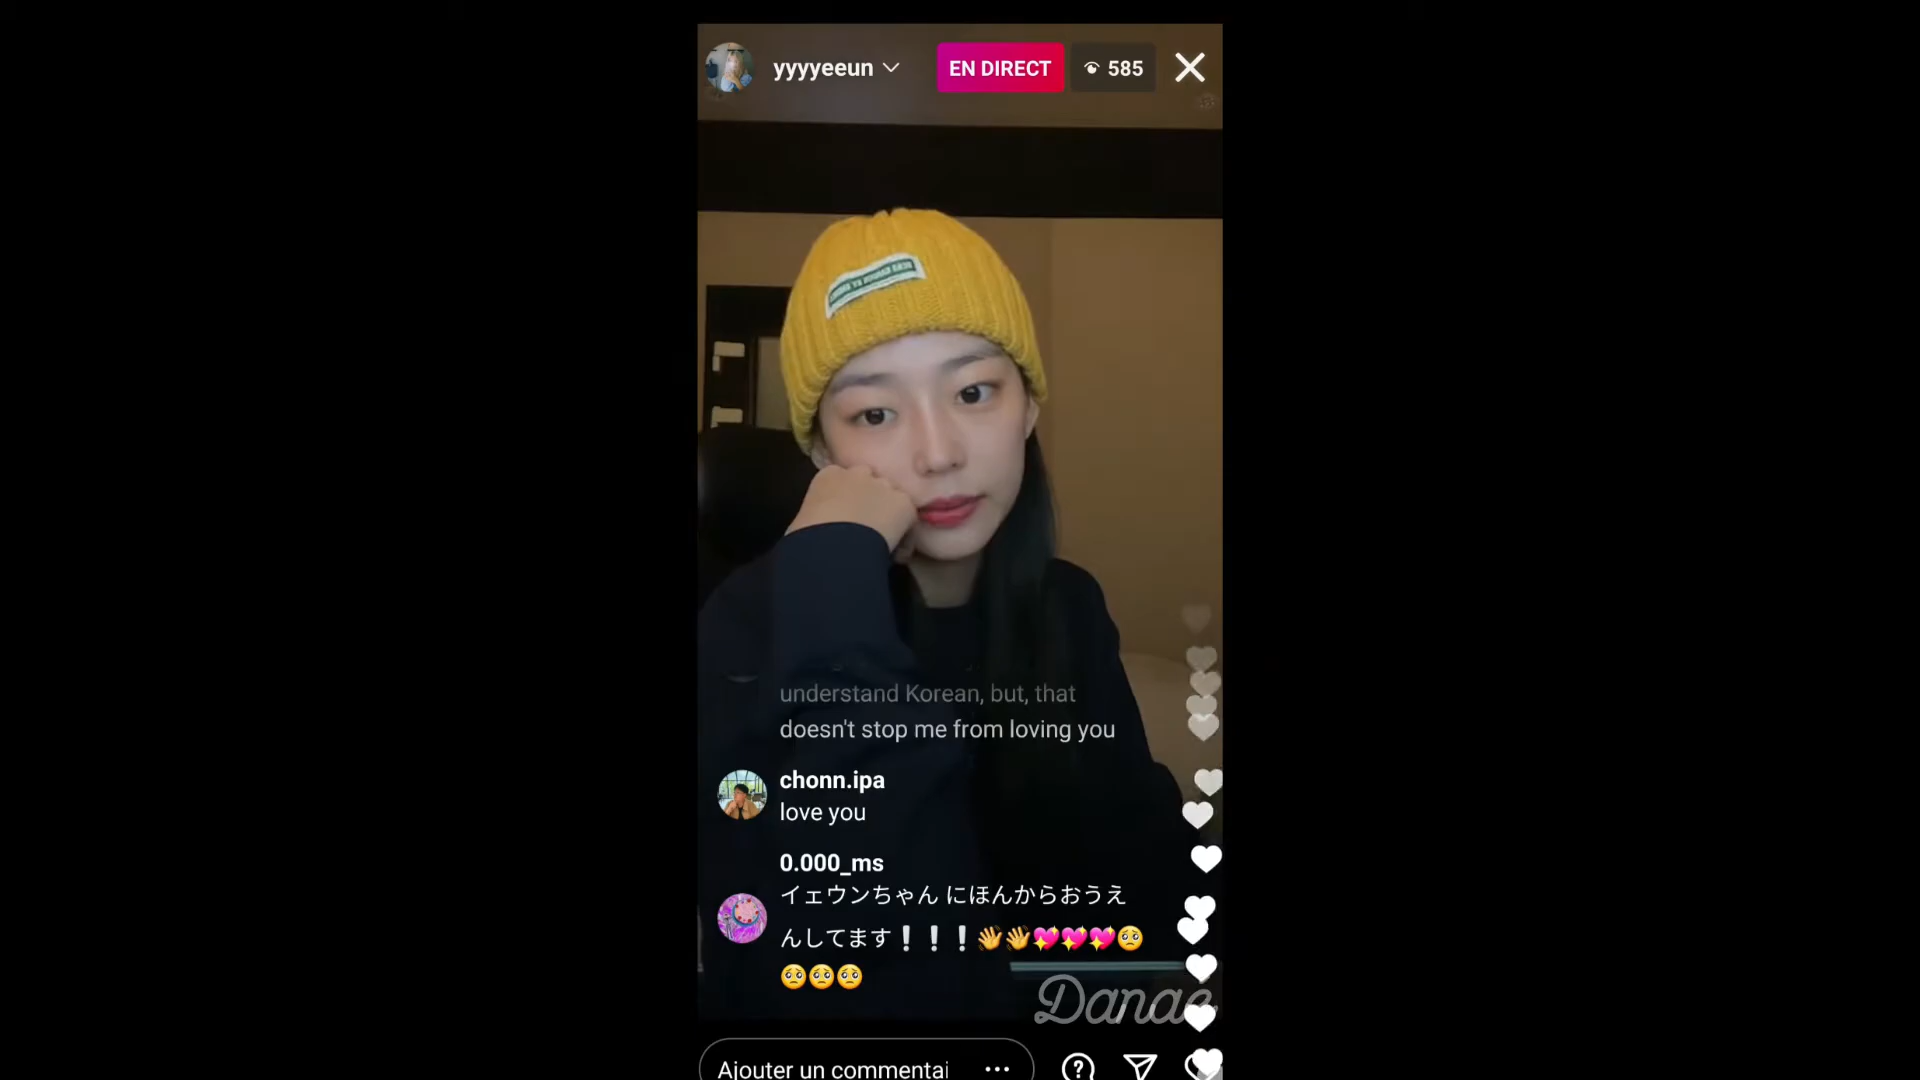 yyyyeeun
EN DIRECT
585
understand Korean, but, that
doesn't stop me from loving you
chonn.ipa
love you
0.000_ms
イェウンちゃん にほんからおうえ
んしてます❕❕❕👋👋💖💖💖🥺
🥺🥺🥺
Danae
Ajouter un commentai